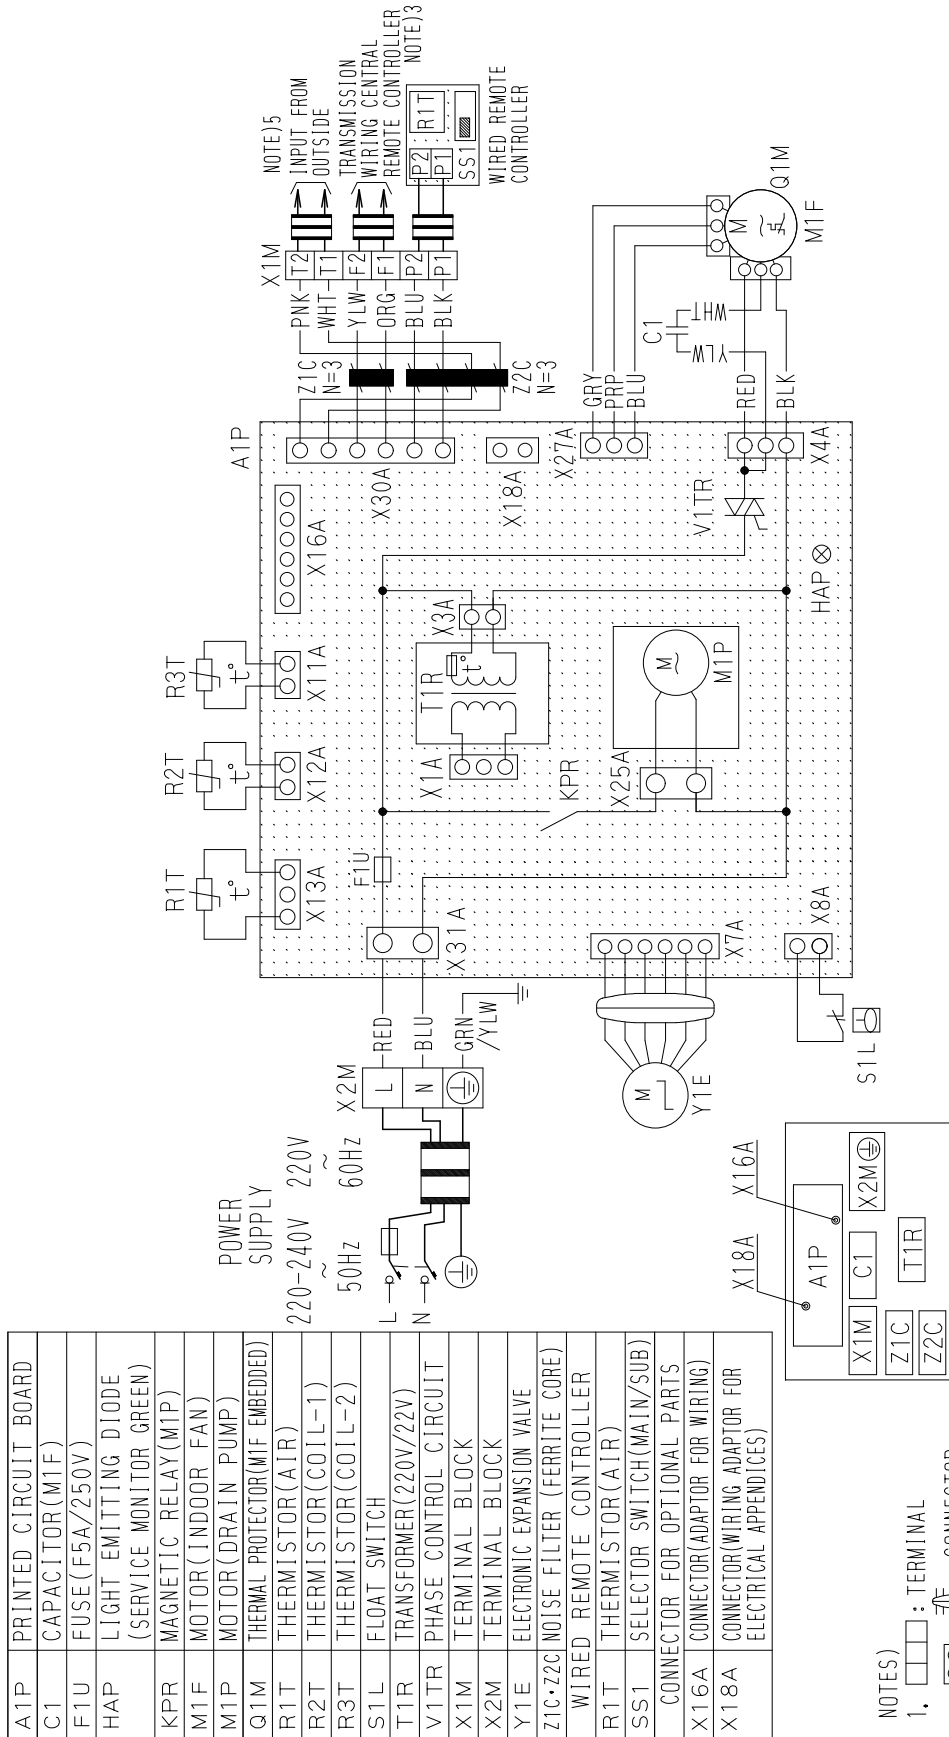 A1P PRINTED CIRCUIT BOARD
C1 CAPACITOR(M1F)
F1U FUSE(F5A/250V)
HAP LIGHT EMITTING DIODE
(SERVICE MONITOR GREEN)
KPR MAGNETIC RELAY(M1P)
M1F MOTOR(INDOOR FAN)
M1P MOTOR(DRAIN PUMP)
Q1M THERMAL PROTECTOR(M1F EMBEDDED)
R1T THERMISTOR(AIR)
R2T THERMISTOR(COIL-1)
R3T THERMISTOR(COIL-2)
S1L FLOAT SWITCH
T1R TRANSFORMER(220V/22V)
V1TR PHASE CONTROL CIRCUIT
X1M TERMINAL BLOCK
X2M TERMINAL BLOCK
Y1E ELECTRONIC EXPANSION VALVE
Z1C·Z2C NOISE FILTER (FERRITE CORE)
WIRED REMOTE CONTROLLER
R1T THERMISTOR(AIR)
SS1 SELECTOR SWITCH(MAIN/SUB)
CONNECTOR FOR OPTIONAL PARTS
X16A CONNECTOR(ADAPTOR FOR WIRING)
X18A CONNECTOR(WIRING ADAPTOR FOR
ELECTRICAL APPENDICES)
POWER
SUPPLY
220-240V 220V
~ ~
50Hz 60Hz
L
N
X2M
L
N
RED
BLU
GRN
/YLW
X31A
F1U
R1T
t°
X13A
R2T
t°
X12A
R3T
t°
X11A
X16A
A1P
X30A
X18A
X27A
X4A
X3A
T1R
t°
X1A
KPR
X25A
M
~
M1P
V1TR
HAP
X7A
X8A
M
Y1E
S1L
Z1C
N=3
Z2C
N=3
PNK
WHT
YLW
ORG
BLU
BLK
X1M
T2
T1
F2
F1
P2
P1
NOTE)5
INPUT FROM
OUTSIDE
TRANSMISSION
WIRING CENTRAL
REMOTE CONTROLLER
NOTE)3
P2
P1
R1T
SS1
WIRED REMOTE
CONTROLLER
GRY
PRP
BLU
RED
BLK
YLW
WHT
C1
M
~
Q1M
M1F
X18A
X16A
A1P
X1M
C1
X2M
Z1C
T1R
Z2C
NOTES)
1. : TERMINAL